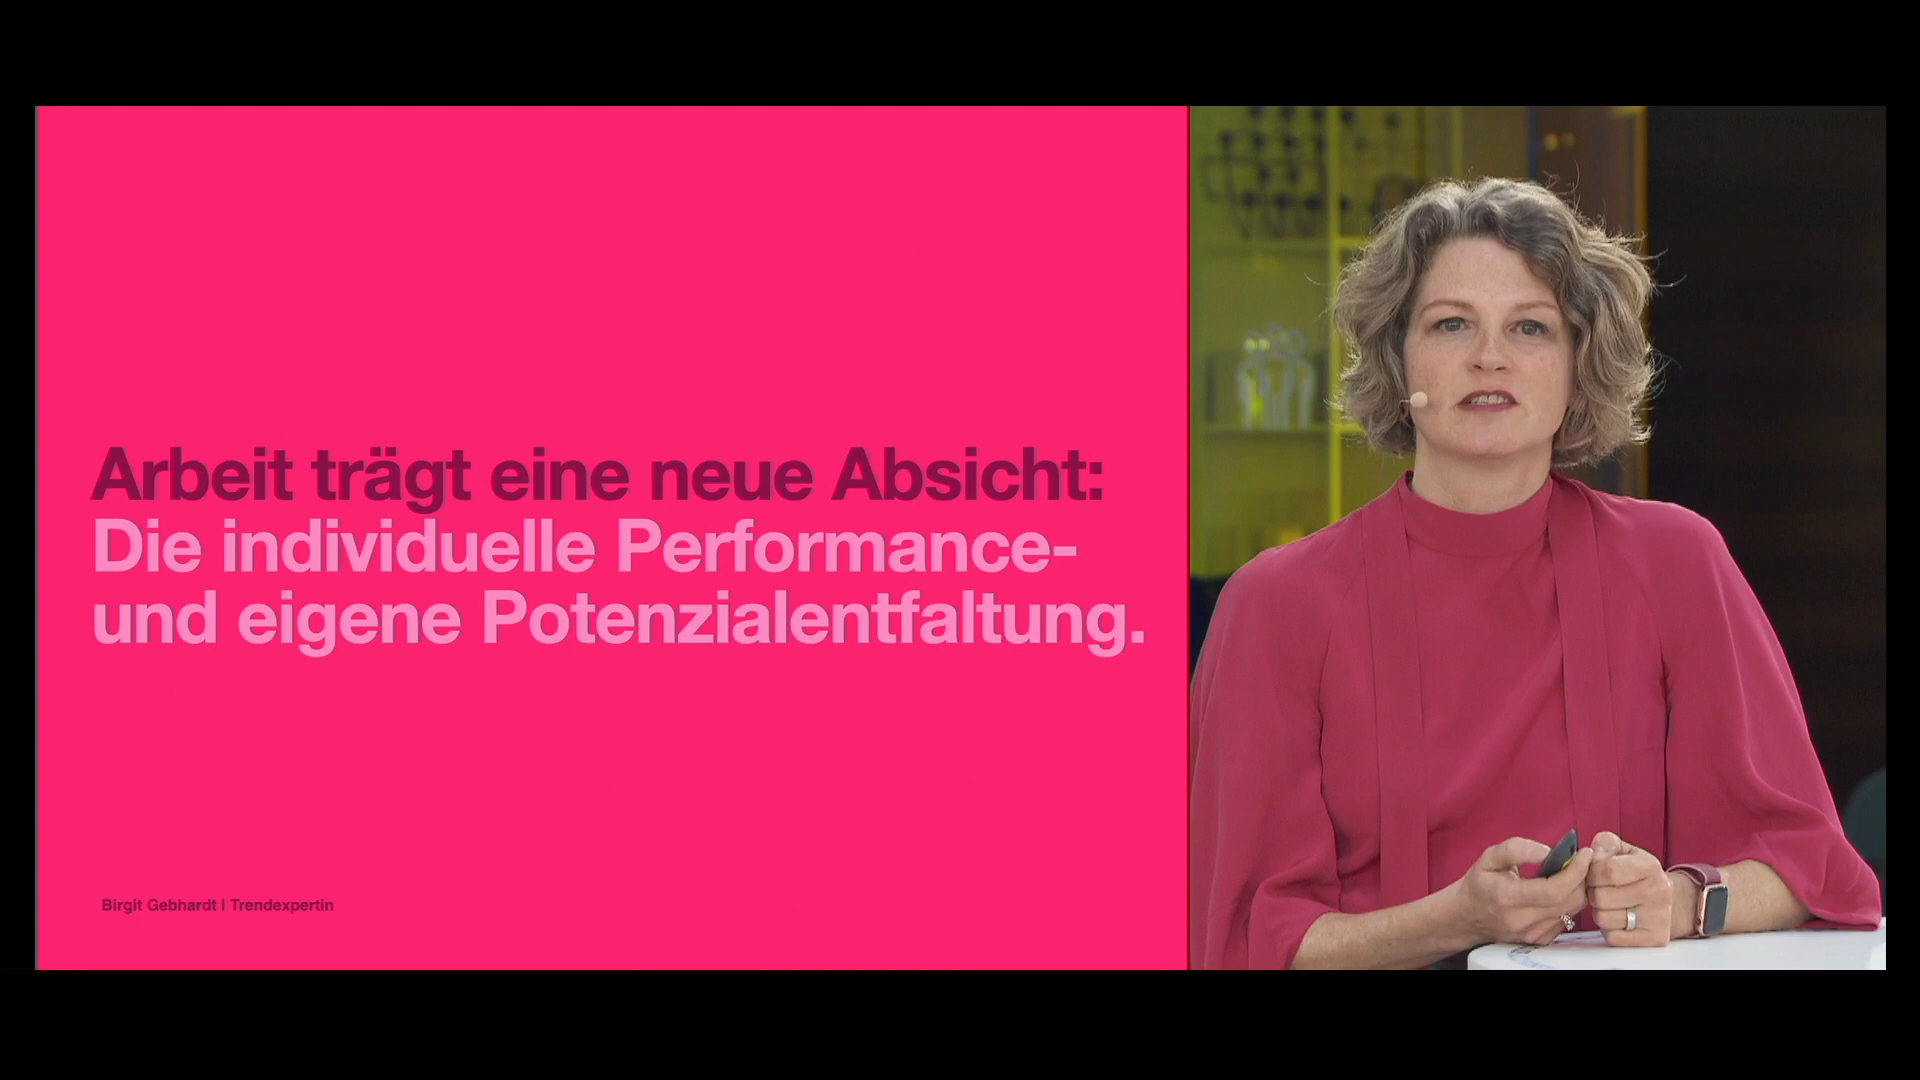 Arbeit trägt eine neue Absicht:
Die individuelle Performance-
und eigene Potenzialentfaltung.
Birgit Gebhardt | Trendexpertin